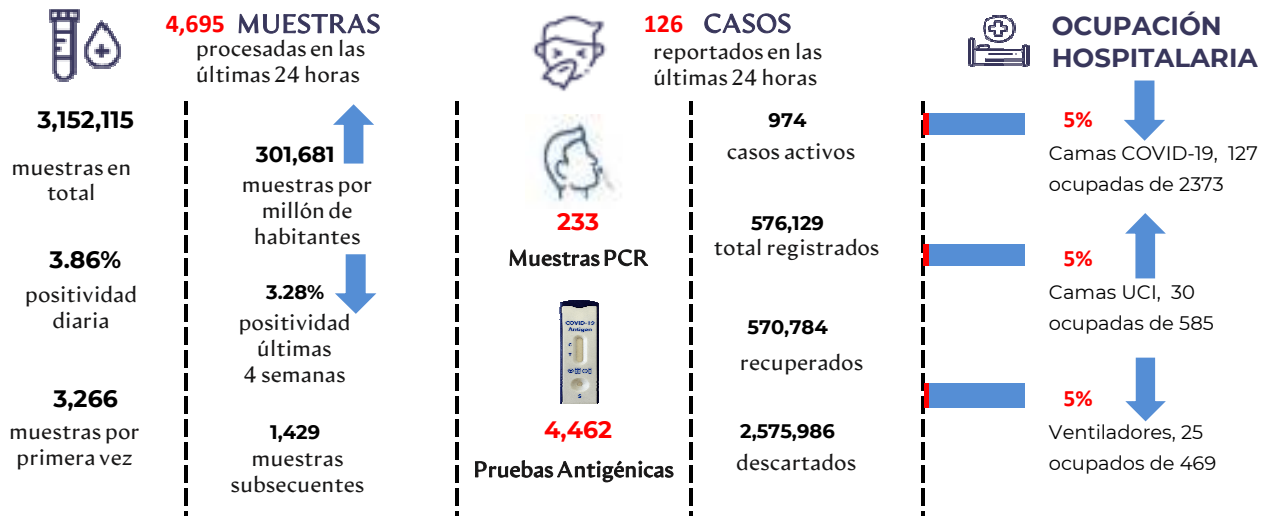 4,695 MUESTRAS
procesadas en las
últimas 24 horas
3,152,115
muestras en
total
3.86%
positividad
diaria
3,266
muestras por
primera vez
301,681
muestras por
millón de
habitantes
3.28%
positividad
últimas
4 semanas
1,429
muestras
subsecuentes
126 CASOS
reportados en las
últimas 24 horas
233
Muestras PCR
COVID-19
Antigen
C
T
S
4,462
Pruebas Antigénicas
974
casos activos
576,129
total registrados
570,784
recuperados
2,575,986
descartados
OCUPACIÓN
HOSPITALARIA
5%
Camas COVID-19, 127
ocupadas de 2373
5%
Camas UCI, 30
ocupadas de 585
5%
Ventiladores, 25
ocupados de 469